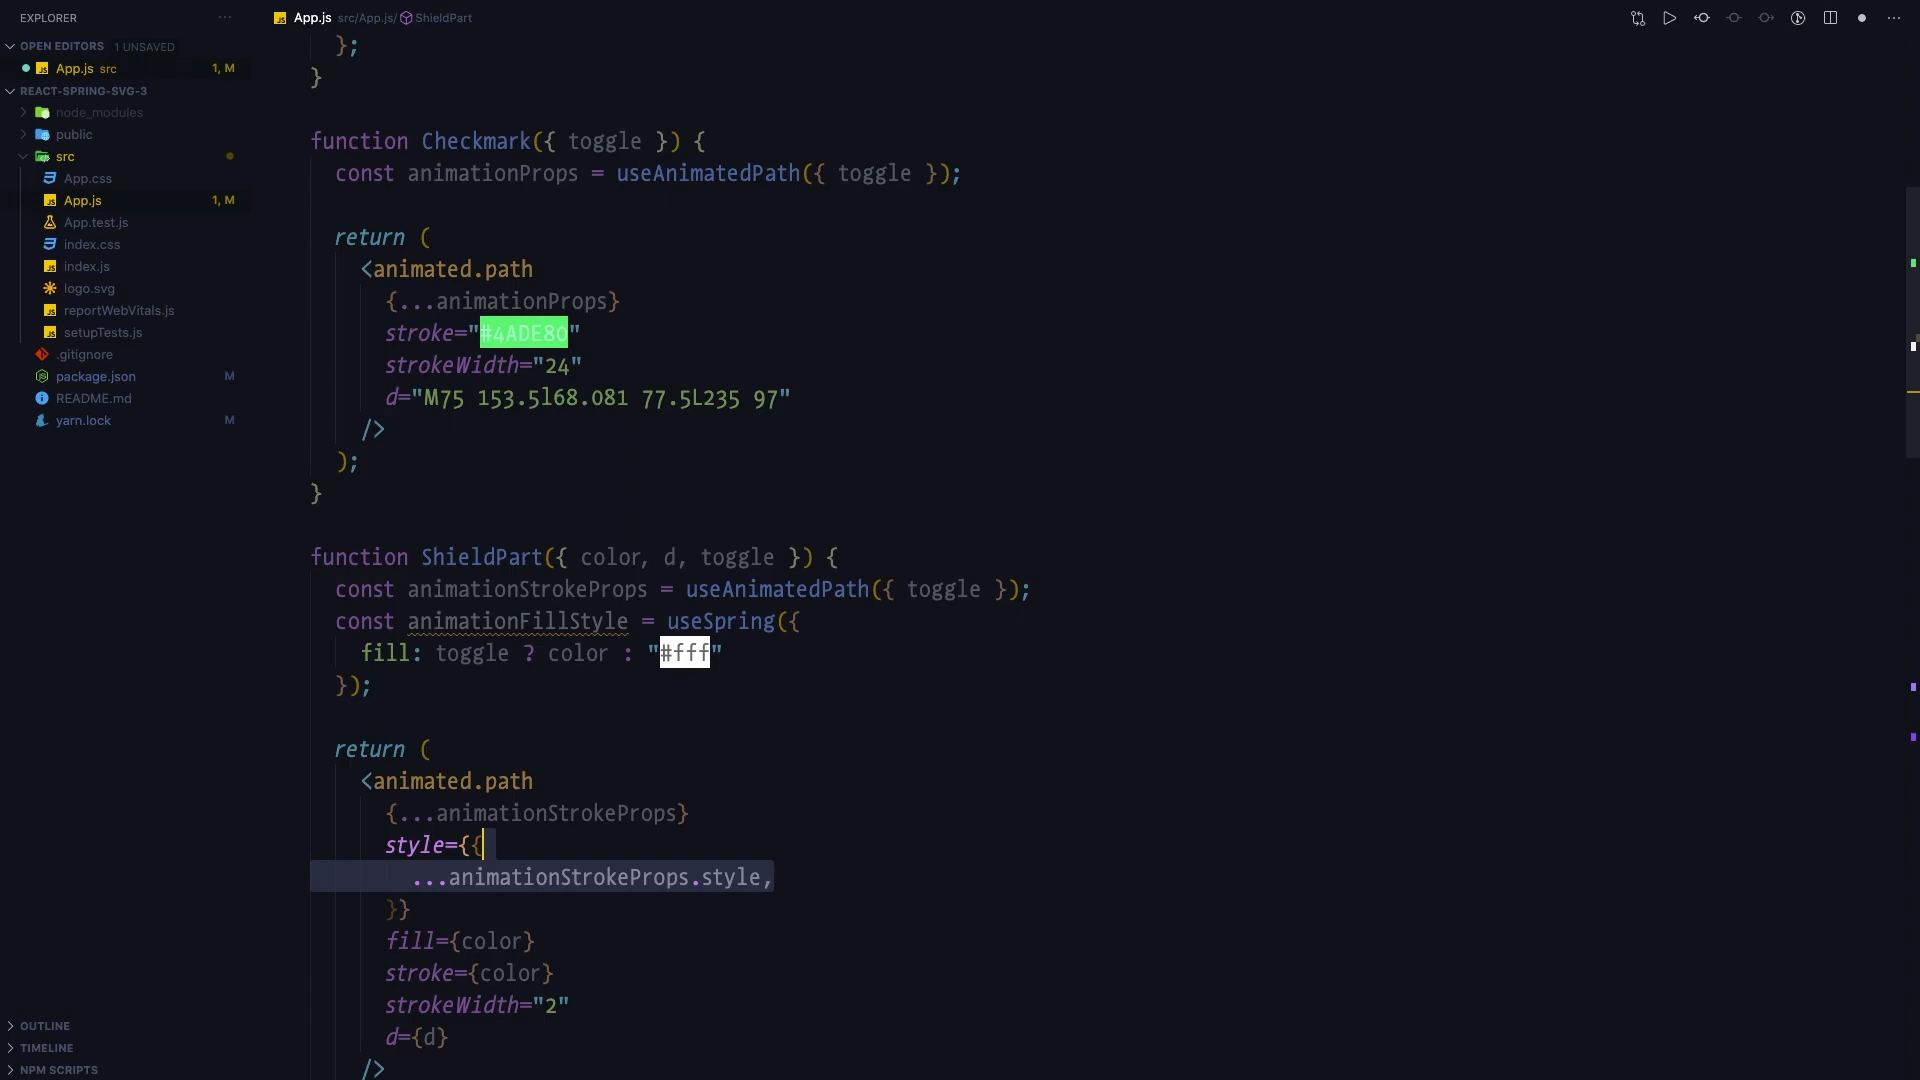 EXPLORER
OPEN EDITORS 1 UNSAVED
App.js src 1, M
REACT-SPRING-SVG-3
node_modules
public
src
App.css
App.js 1, M
App.test.js
index.css
index.js
logo.svg
reportWebVitals.js
setupTests.js
.gitignore
package.json M
README.md
yarn.lock M
OUTLINE
TIMELINE
NPM SCRIPTS
App.js src/App.js/ ShieldPart
};
}
function Checkmark({ toggle }) {
const animationProps = useAnimatedPath({ toggle });
return (
<animated.path
{...animationProps}
stroke="#4ADE80"
strokeWidth="24"
d="M75 153.5l68.081 77.5L235 97"
/>
);
}
function ShieldPart({ color, d, toggle }) {
const animationStrokeProps = useAnimatedPath({ toggle });
const animationFillStyle = useSpring({
fill: toggle ? color : "#fff"
});
return (
<animated.path
{...animationStrokeProps}
style={{
...animationStrokeProps.style,
}}
fill={color}
stroke={color}
strokeWidth="2"
d={d}
/>